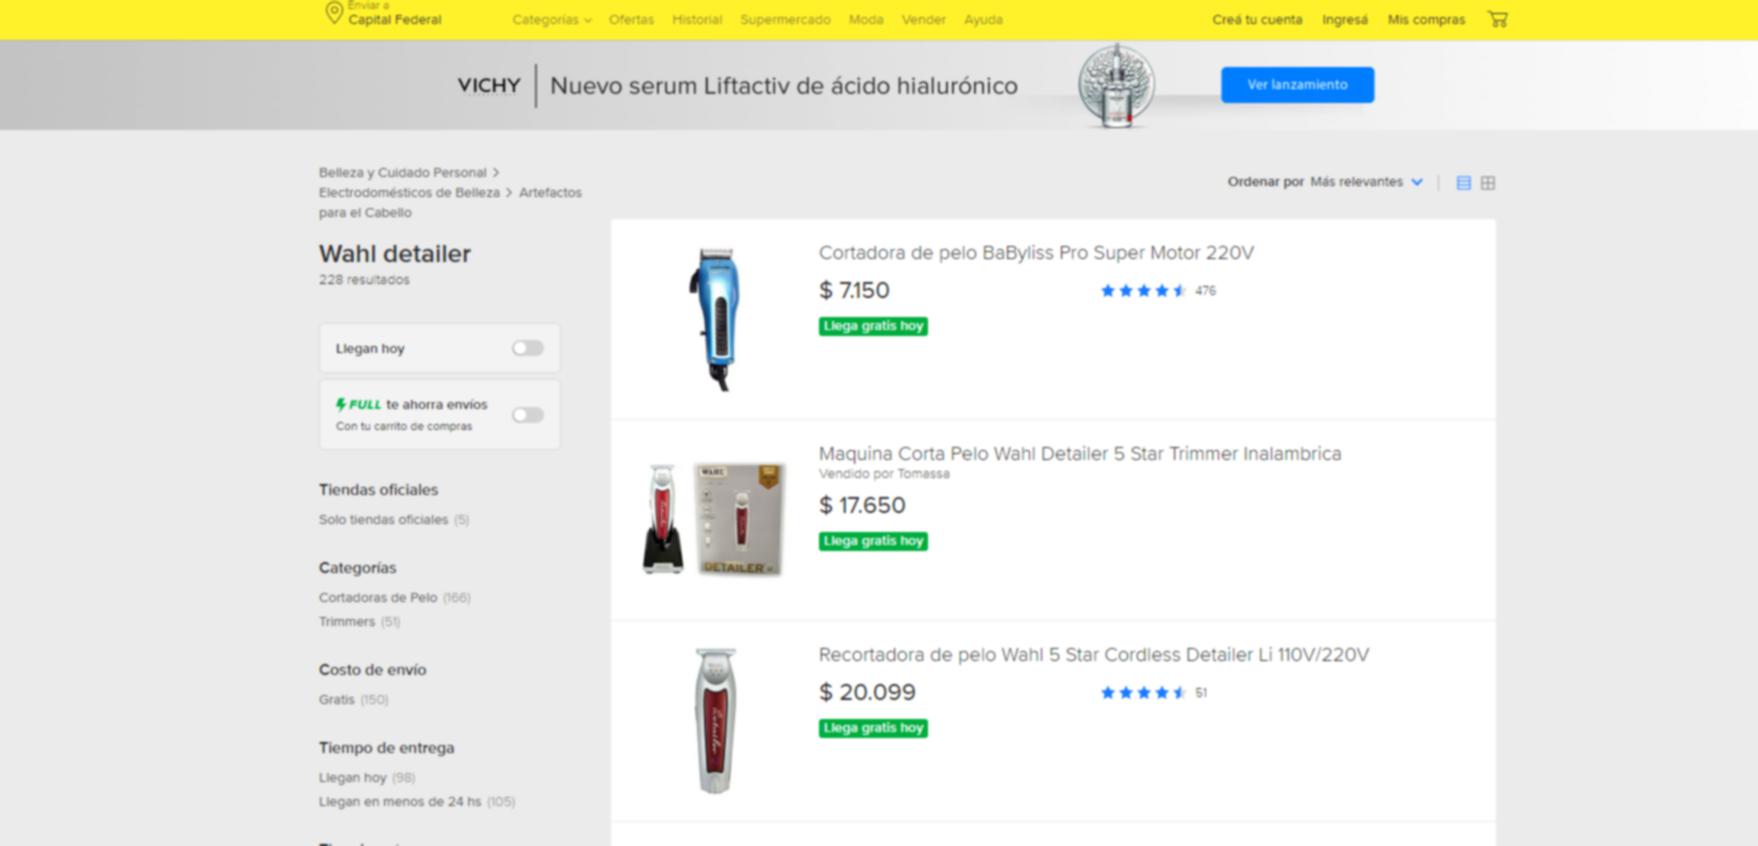 Enviar a
Capital Federal
Categorías
Ofertas
Historial
Supermercado
Moda
Vender
Ayuda
Creá tu cuenta
Ingresá
Mis compras
VICHY
Nuevo serum Liftactiv de ácido hialurónico
Ver lanzamiento
Belleza y Cuidado Personal >
Electrodomésticos de Belleza > Artefactos
para el Cabello
Ordenar por Más relevantes
Wahl detailer
228 resultados
Llegan hoy
FULL te ahorra envíos
Con tu carrito de compras
Tiendas oficiales
Solo tiendas oficiales (5)
Categorías
Cortadoras de Pelo (166)
Trimmers (51)
Costo de envío
Gratis (150)
Tiempo de entrega
Llegan hoy (98)
Llegan en menos de 24 hs (105)
Cortadora de pelo BaByliss Pro Super Motor 220V
$ 7.150
476
Llega gratis hoy
Maquina Corta Pelo Wahl Detailer 5 Star Trimmer Inalambrica
Vendido por Tomassa
$ 17.650
Llega gratis hoy
WAHL
DETAILER
Recortadora de pelo Wahl 5 Star Cordless Detailer Li 110V/220V
$ 20.099
51
Llega gratis hoy
Detailer